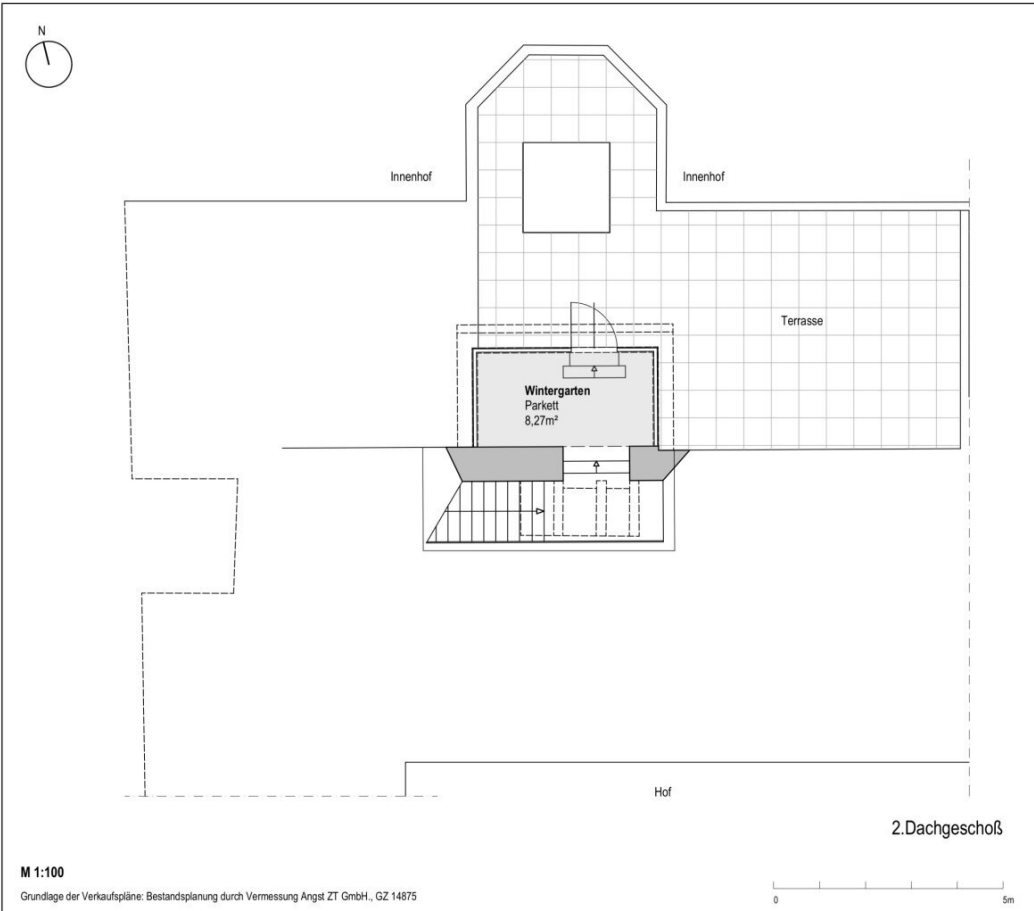 N
Innenhof
Innenhof
Terrasse
Wintergarten
Parkett
8,27m²
Hof
2.Dachgeschoß
M 1:100
Grundlage der Verkaufspläne: Bestandsplanung durch Vermessung Angst ZT GmbH., GZ 14875
0
5m